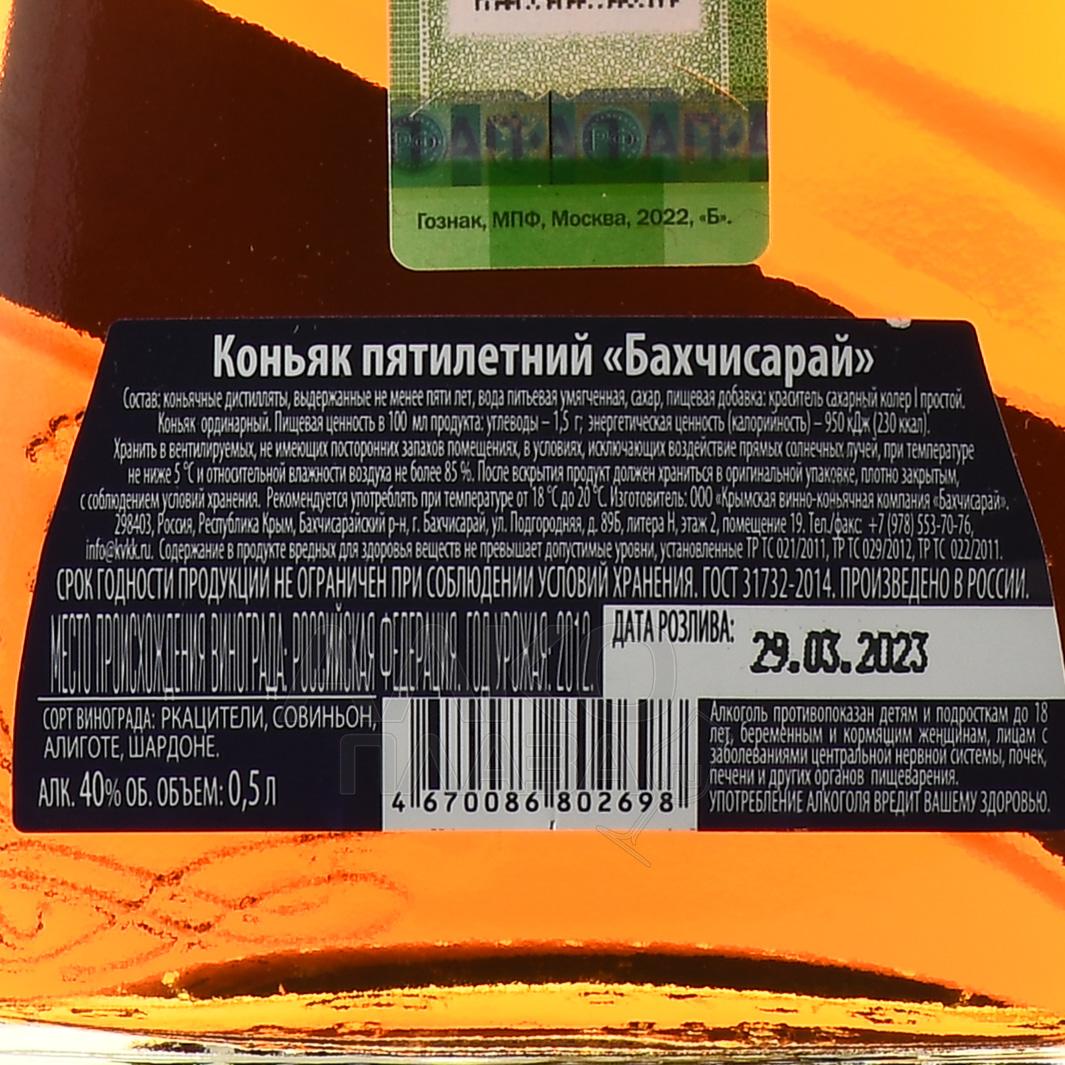 Гознак, МПФ, Москва, 2022, «Б».
Коньяк пятилетний «Бахчисарай»
Состав: коньячные дистилляты, выдержанные не менее пяти лет, вода питьевая умягченная, сахар, пищевая добавка: краситель сахарный колер I простой.
Коньяк ординарный. Пищевая ценность в 100 мл продукта: углеводы – 1,5 г; энергетическая ценность (калорийность) – 950 кДж (230 ккал).
Хранить в вентилируемых, не имеющих посторонних запахов помещениях, в условиях, исключающих воздействие прямых солнечных лучей, при температуре
не ниже 5 °С и относительной влажности воздуха не более 85 %. После вскрытия продукт должен храниться в оригинальной упаковке, плотно закрытым,
с соблюдением условий хранения. Рекомендуется употреблять при температуре от 18 °С до 20 °С. Изготовитель: ООО «Крымская винно-коньячная компания «Бахчисарай».
298403, Россия, Республика Крым, Бахчисарайский р-н, г. Бахчисарай, ул. Подгородняя, д. 89Б, литера Н, этаж 2, помещение 19. Тел./факс: +7 (978) 553-70-76,
info@kvkk.ru. Содержание в продукте вредных для здоровья веществ не превышает допустимые уровни, установленные ТР ТС 021/2011, ТР ТС 029/2012, ТР ТС 022/2011.
СРОК ГОДНОСТИ ПРОДУКЦИИ НЕ ОГРАНИЧЕН ПРИ СОБЛЮДЕНИИ УСЛОВИЙ ХРАНЕНИЯ. ГОСТ 31732-2014. ПРОИЗВЕДЕНО В РОССИИ.
МЕСТО ПРОИСХОЖДЕНИЯ ВИНОГРАДА: РОССИЙСКАЯ ФЕДЕРАЦИЯ. ГОД УРОЖАЯ: 2012.
ДАТА РОЗЛИВА:
29.03.2023
СОРТ ВИНОГРАДА: РКАЦИТЕЛИ, СОВИНЬОН,
АЛИГОТЕ, ШАРДОНЕ.
АЛК. 40% ОБ. ОБЪЕМ: 0,5 Л
4 670086 802698
Алкоголь противопоказан детям и подросткам до 18
лет, беременным и кормящим женщинам, лицам с
заболеваниями центральной нервной системы, почек,
печени и других органов пищеварения.
УПОТРЕБЛЕНИЕ АЛКОГОЛЯ ВРЕДИТ ВАШЕМУ ЗДОРОВЬЮ.